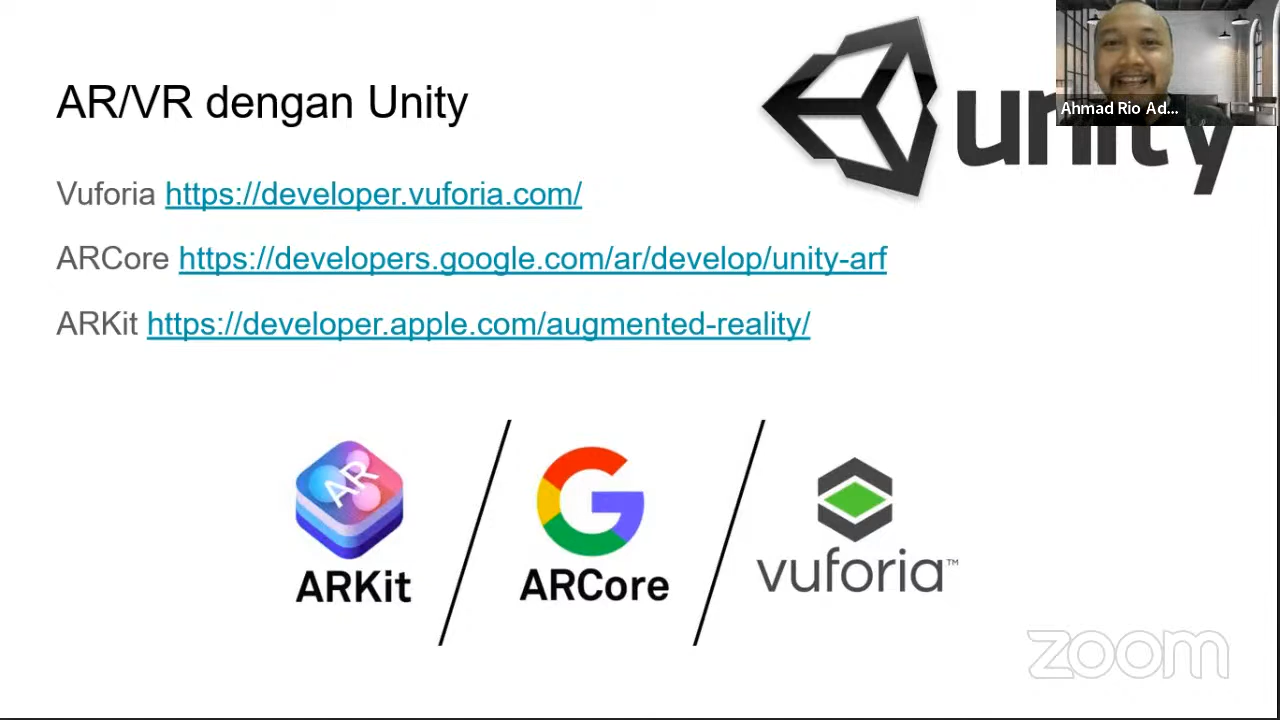 AR/VR dengan Unity
unity
Ahmad Rio Ad...
Vuforia https://developer.vuforia.com/
ARCore https://developers.google.com/ar/develop/unity-arf
ARKit https://developer.apple.com/augmented-reality/
AR
ARKit
ARCore
vuforia™
zoom